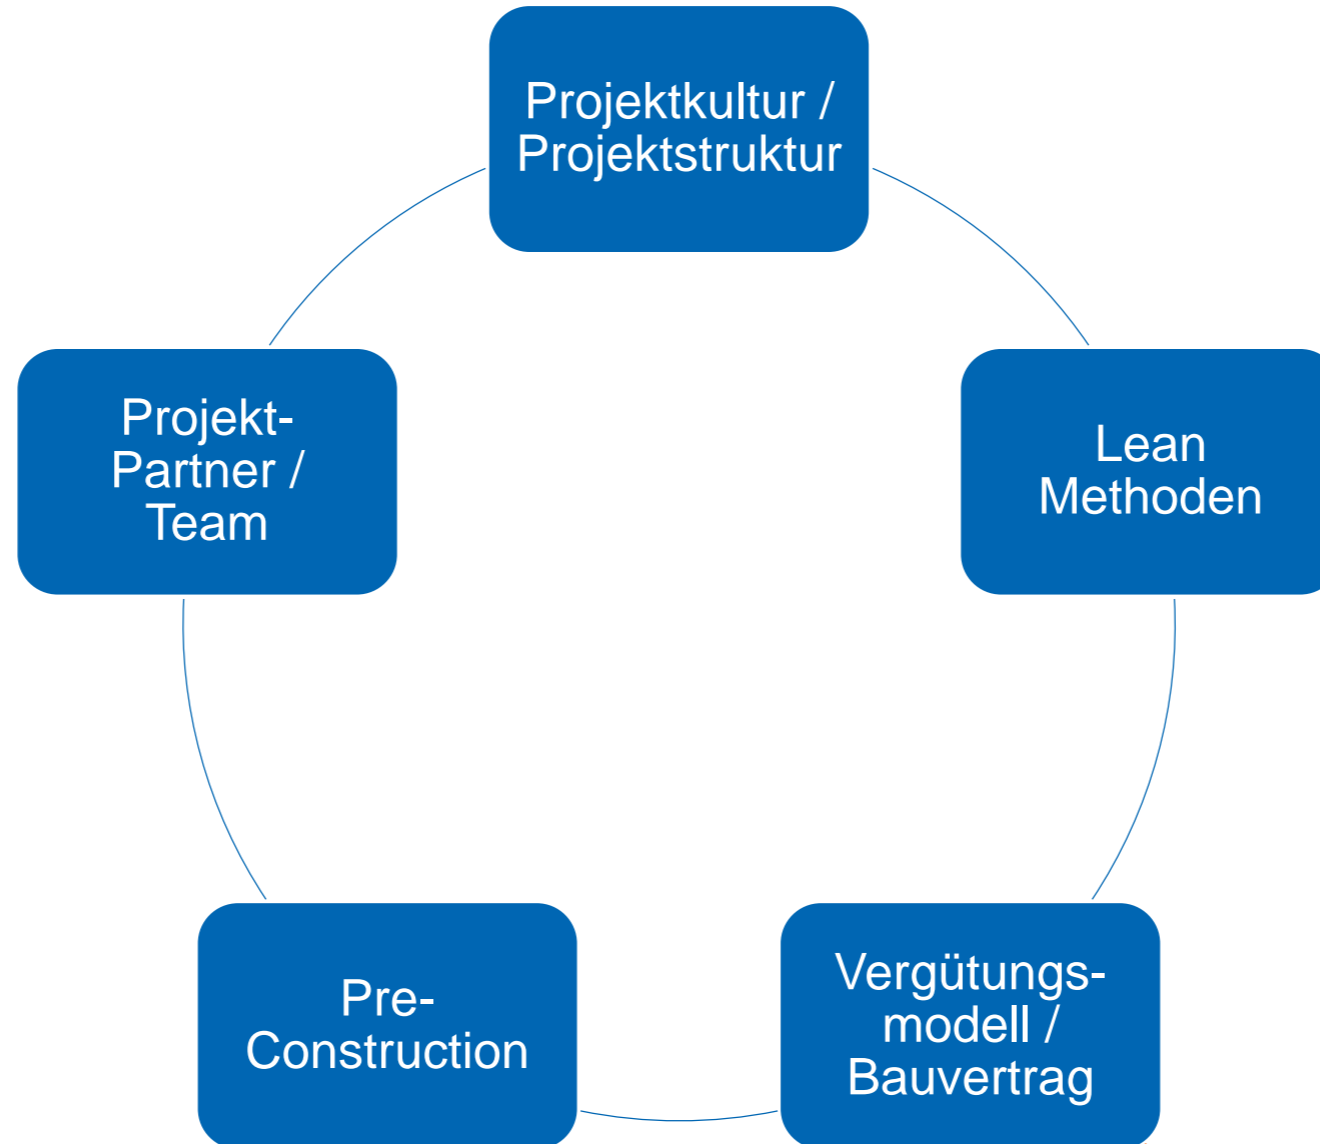 Projektkultur /
Projektstruktur
Lean
Methoden
Vergütungs-
modell /
Bauvertrag
Pre-
Construction
Projekt-
Partner /
Team